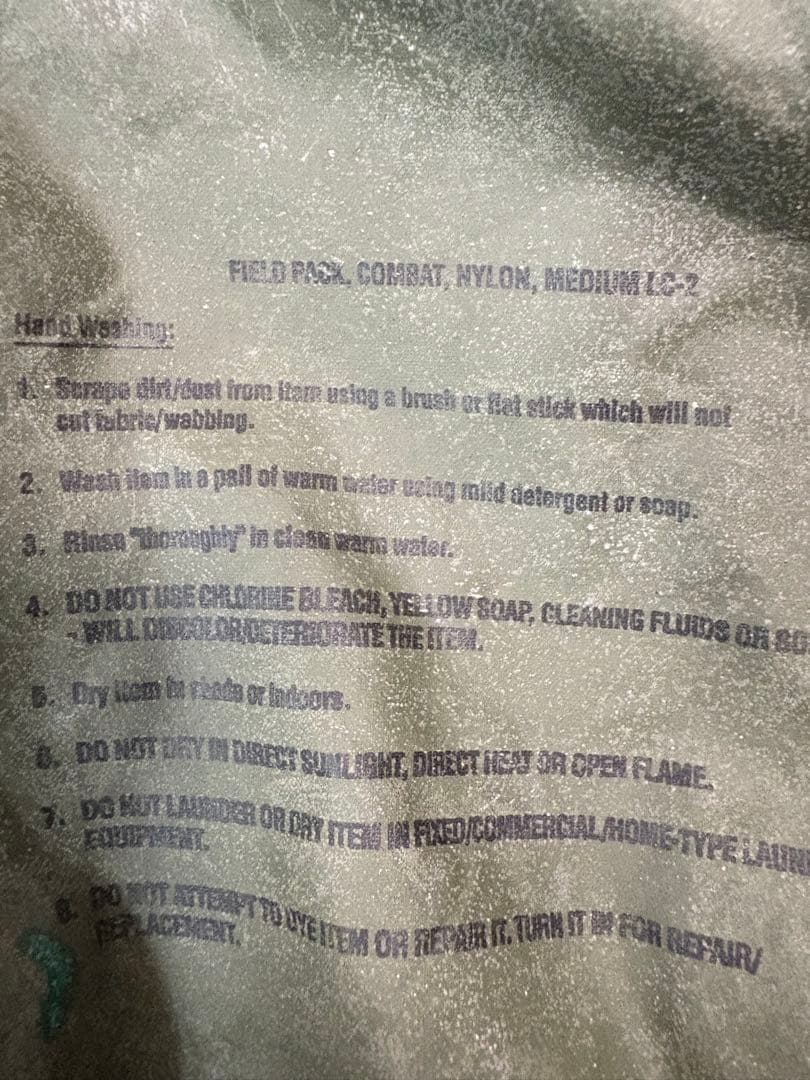 FIELD PACK, COMBAT, NYLON, MEDIUM LC-2
Hand Washing:
1. Scrape dirt/dust from item using a brush or flat stick which will not
cut fabric/webbing.
2. Wash item in a pail of warm water using mild detergent or soap.
3. Rinse "thoroughly" in clean warm water.
4. DO NOT USE CHLORINE BLEACH, YELLOW SOAP, CLEANING FLUIDS OR
- WILL DISCOLOR/DETERIORATE THE ITEM.
5. Dry item in shade or indoors.
6. DO NOT DRY IN DIRECT SUNLIGHT, DIRECT HEAT OR OPEN FLAME.
7. DO NOT LAUNDER OR DRY ITEM IN FIXED/COMMERCIAL/HOME-TYPE
EQUIPMENT.
8. DO NOT ATTEMPT TO DYE ITEM OR REPAIR IT. TURN IT IN FOR REPAIR/
REPLACEMENT.